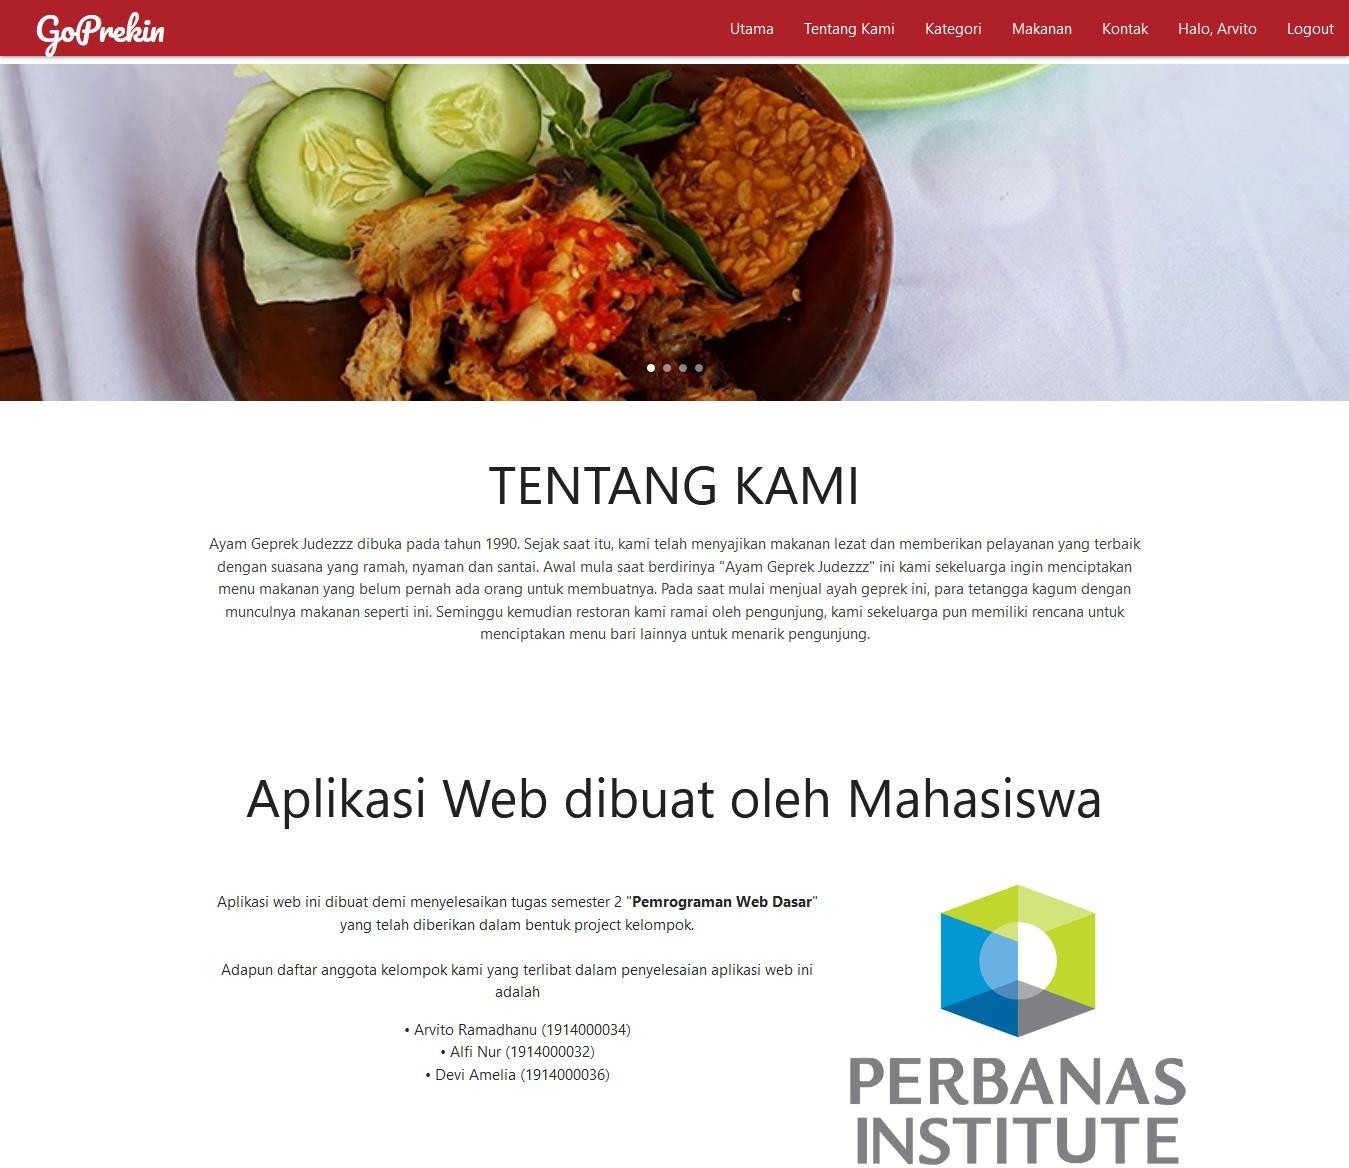 GoPrekin
Utama Tentang Kami Kategori Makanan Kontak Halo, Arvito Logout
TENTANG KAMI
Ayam Geprek Judezzz dibuka pada tahun 1990. Sejak saat itu, kami telah menyajikan makanan lezat dan memberikan pelayanan yang terbaik
dengan suasana yang ramah, nyaman dan santai. Awal mula saat berdirinya "Ayam Geprek Judezzz" ini kami sekeluarga ingin menciptakan
menu makanan yang belum pernah ada orang untuk membuatnya. Pada saat mulai menjual ayah geprek ini, para tetangga kagum dengan
munculnya makanan seperti ini. Seminggu kemudian restoran kami ramai oleh pengunjung, kami sekeluarga pun memiliki rencana untuk
menciptakan menu bari lainnya untuk menarik pengunjung.
Aplikasi Web dibuat oleh Mahasiswa
Aplikasi web ini dibuat demi menyelesaikan tugas semester 2 "Pemrograman Web Dasar"
yang telah diberikan dalam bentuk project kelompok.
Adapun daftar anggota kelompok kami yang terlibat dalam penyelesaian aplikasi web ini
adalah
• Arvito Ramadhanu (1914000034)
• Alfi Nur (1914000032)
• Devi Amelia (1914000036)
PERBANAS
INSTITUTE